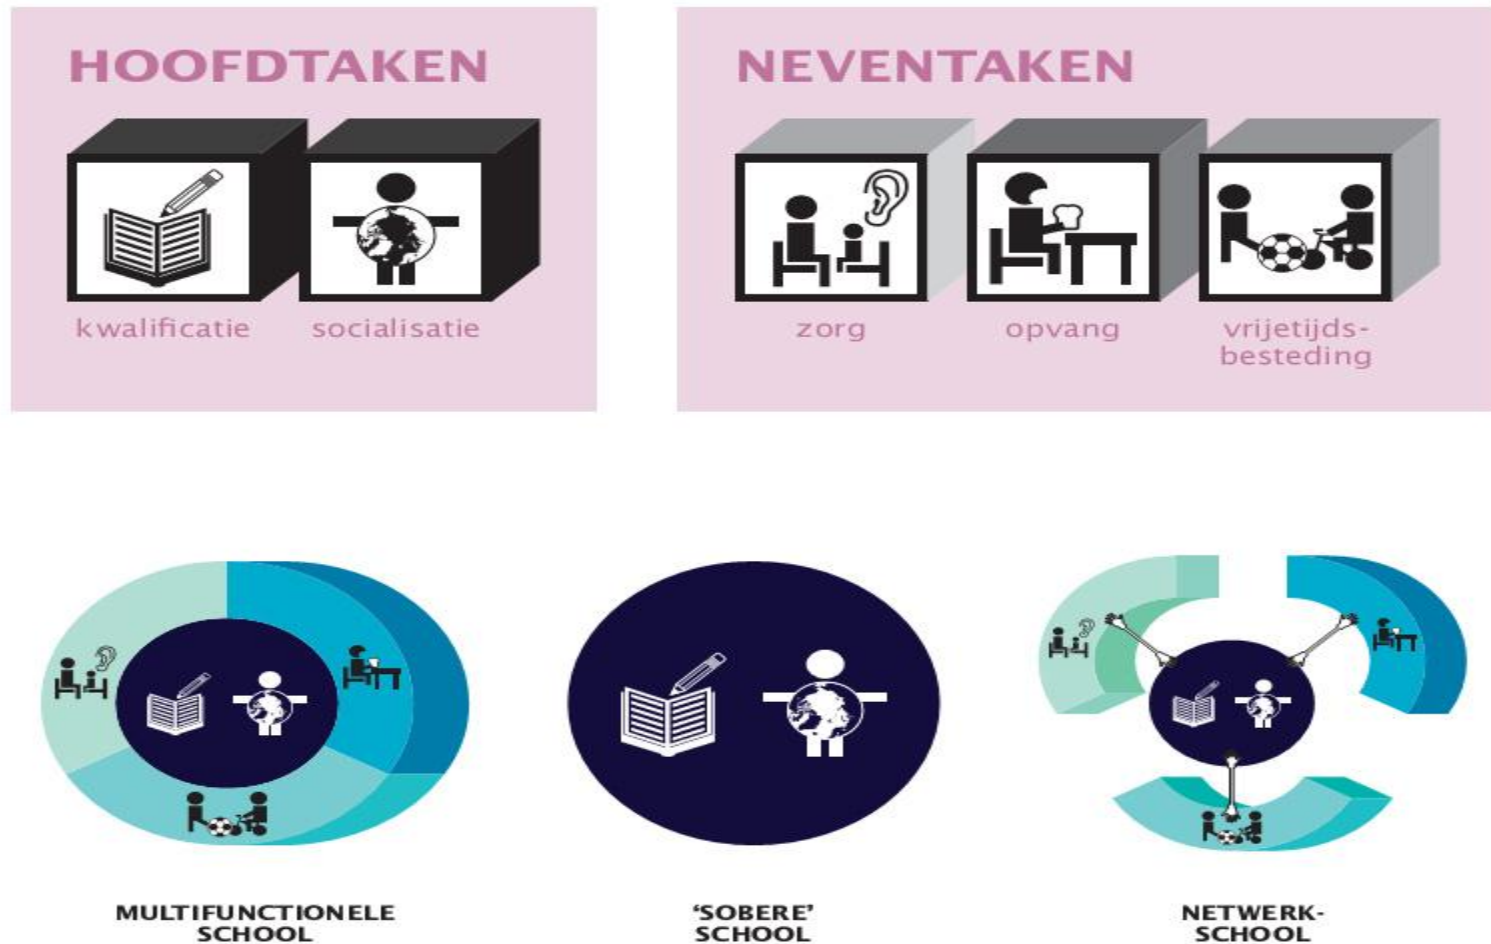 HOOFDTAKEN
kwalificatie
socialisatie
NEVENTAKEN
zorg
opvang
vrijetijds-
besteding
MULTIFUNCTIONELE
SCHOOL
‘SOBERE’
SCHOOL
NETWERK-
SCHOOL